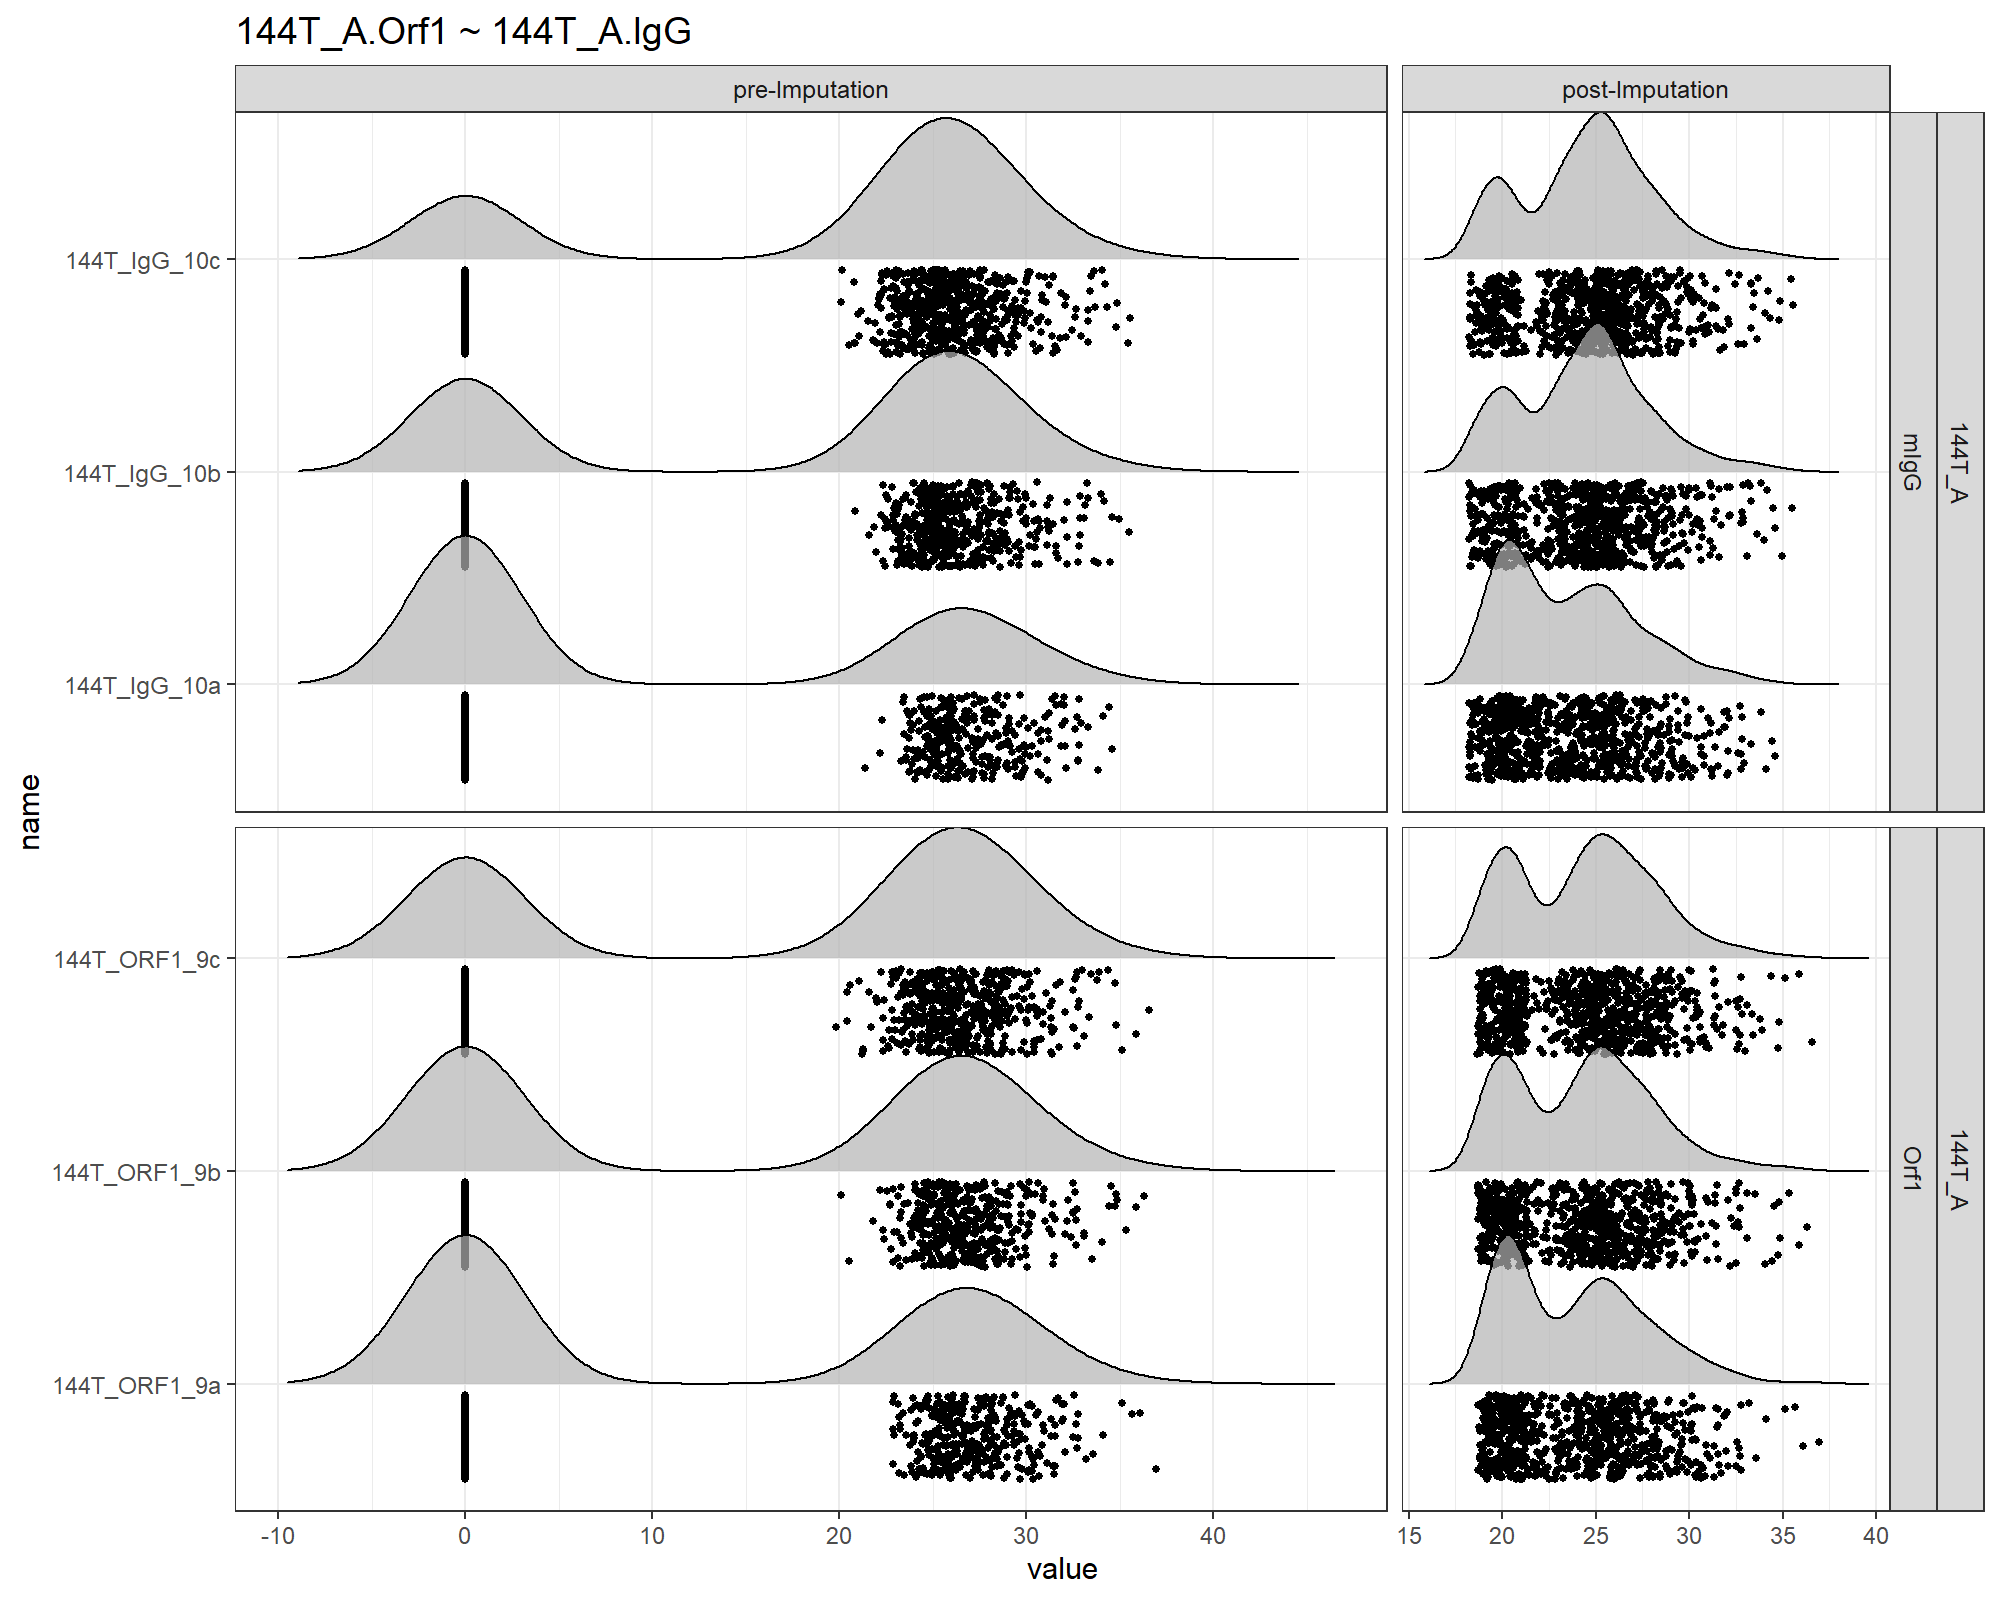 144T_A.Orf1 ~ 144T_A.IgG
pre-Imputation
post-Imputation
144T_IgG_10c
144T_IgG_10b
144T_IgG_10a
mIgG
144T_A
name
144T_ORF1_9c
144T_ORF1_9b
144T_ORF1_9a
Orf1
144T_A
-10 0 10 20 30 40
15 20 25 30 35 40
value